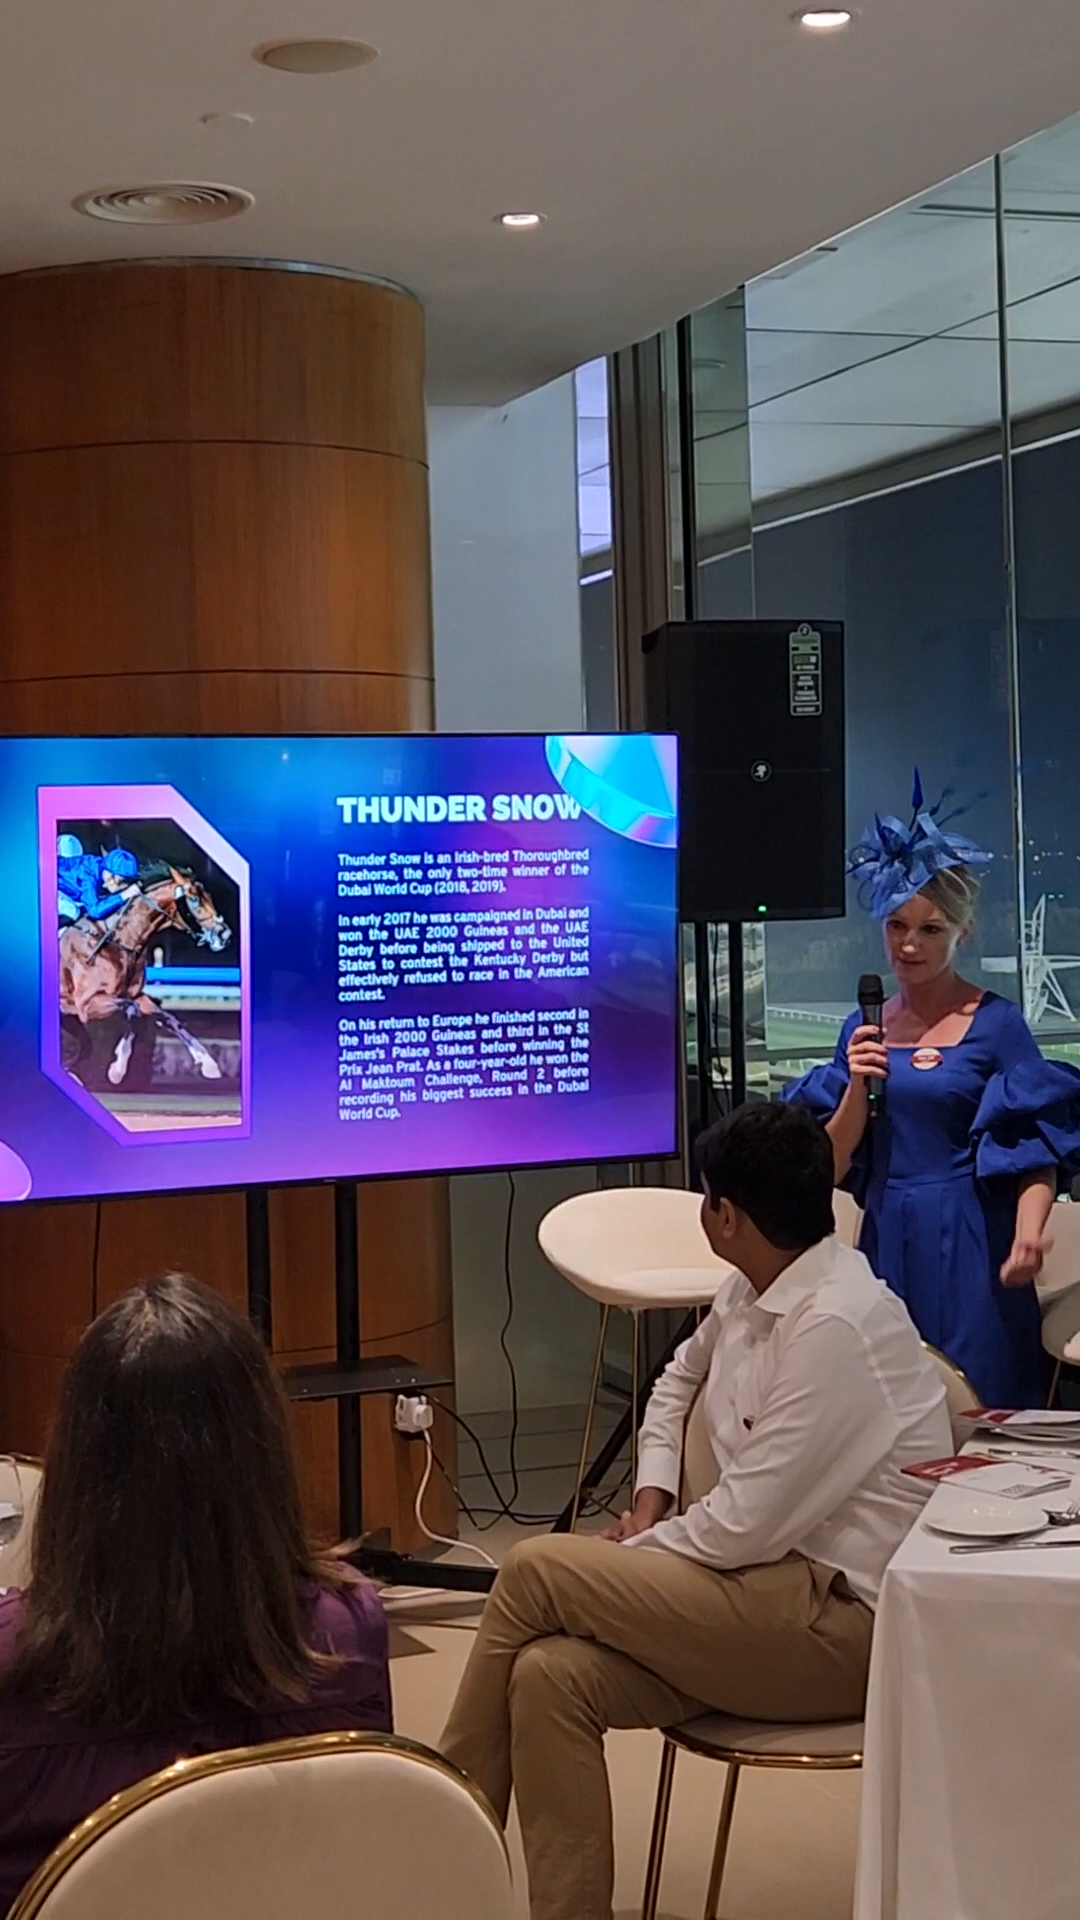 THUNDER SNOW
Thunder Snow is an Irish-bred Thoroughbred
racehorse, the only two-time winner of the
Dubai World Cup (2018, 2019).
In early 2017 he was campaigned in Dubai and
won the UAE 2000 Guineas and the UAE
Derby before being shipped to the United
States to contest the Kentucky Derby but
effectively refused to race in the American
contest.
On his return to Europe he finished second in
the Irish 2000 Guineas and third in the St
James's Palace Stakes before winning the
Prix Jean Prat. As a four-year-old he won the
Al Maktoum Challenge, Round 2 before
recording his biggest success in the Dubai
World Cup.